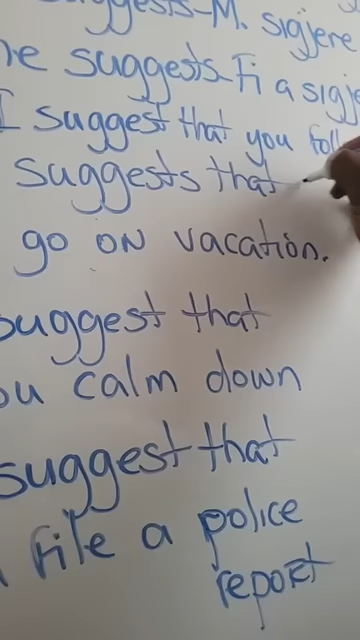 suggests-M. sigjere
he suggests-Fi a sigje
I suggest that you foll
suggests that
go on vacation.
suggest that
ou calm down
suggest that
file a police
report